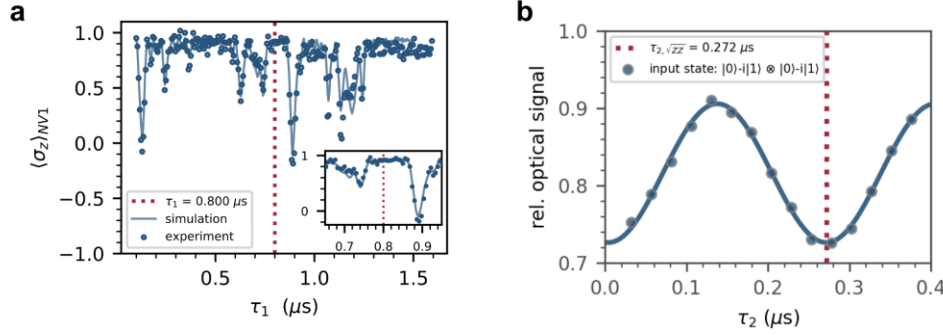 a
1.0
0.5
0.0
−0.5
−1.0
⟨σz⟩NV1
τ1 = 0.800 μs
simulation
experiment
1
0
0.7 0.8 0.9
0.5 1.0 1.5
τ1 (μs)
b
1.0
0.9
0.8
0.7
rel. optical signal
τ2,√zz = 0.272 μs
input state: |0⟩-i|1⟩ ⊗ |0⟩-i|1⟩
0.0 0.1 0.2 0.3 0.4
τ2 (μs)